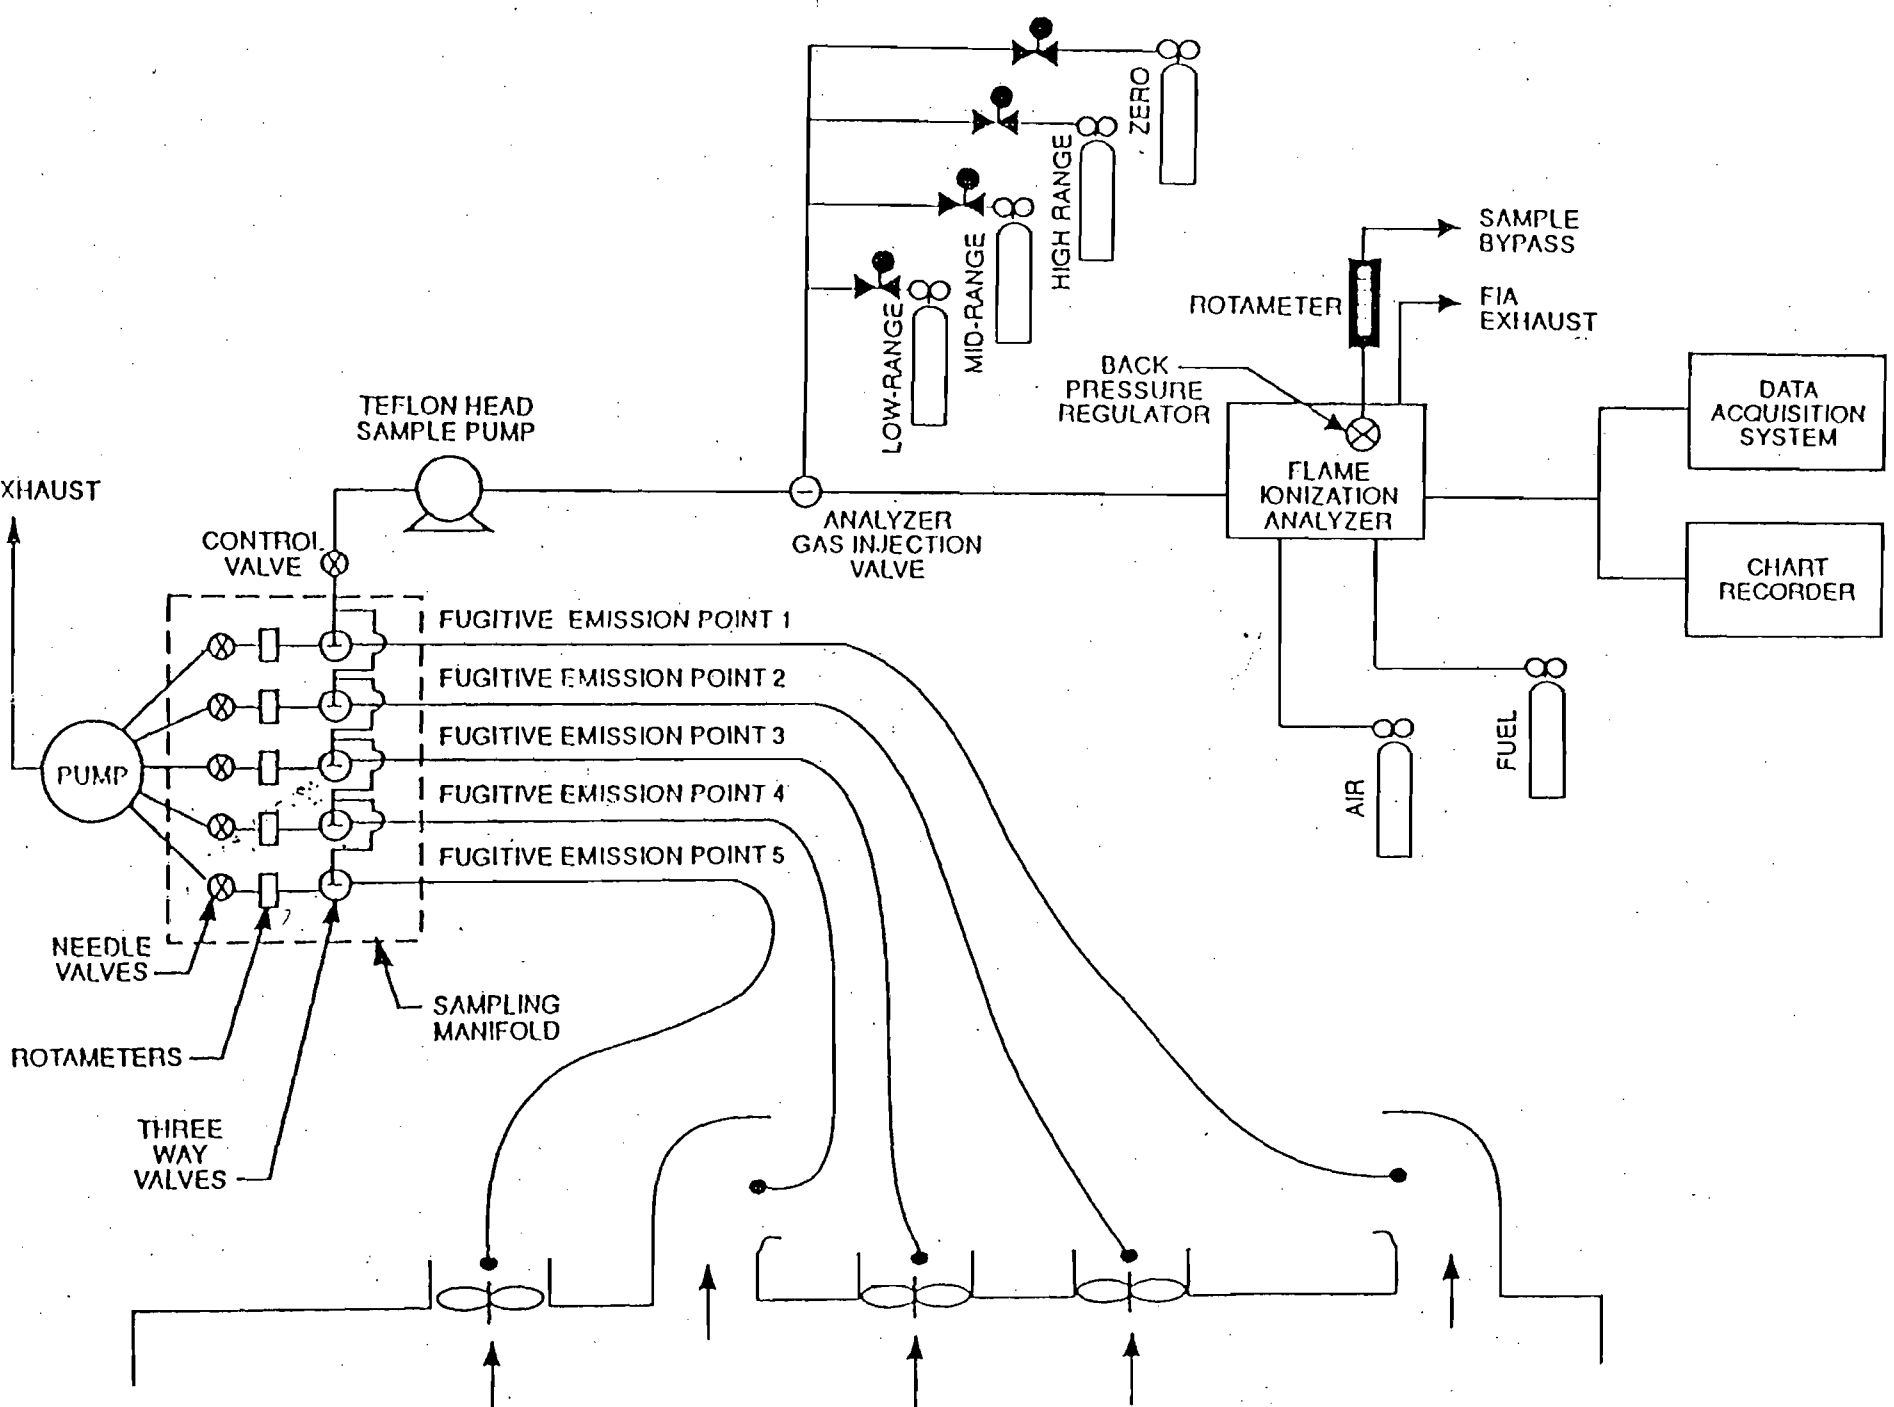 ZERO
HIGH RANGE
MID-RANGE
LOW-RANGE
SAMPLE
BYPASS
ROTAMETER
FIA
EXHAUST
BACK
PRESSURE
REGULATOR
DATA
ACQUISITION
SYSTEM
TEFLON HEAD
SAMPLE PUMP
FLAME
IONIZATION
ANALYZER
XHAUST
ANALYZER
GAS INJECTION
VALVE
CONTROL
VALVE
CHART
RECORDER
FUGITIVE EMISSION POINT 1
FUGITIVE EMISSION POINT 2
FUGITIVE EMISSION POINT 3
FUGITIVE EMISSION POINT 4
FUGITIVE EMISSION POINT 5
PUMP
FUEL
AIR
NEEDLE
VALVES
SAMPLING
MANIFOLD
ROTAMETERS
THREE
WAY
VALVES